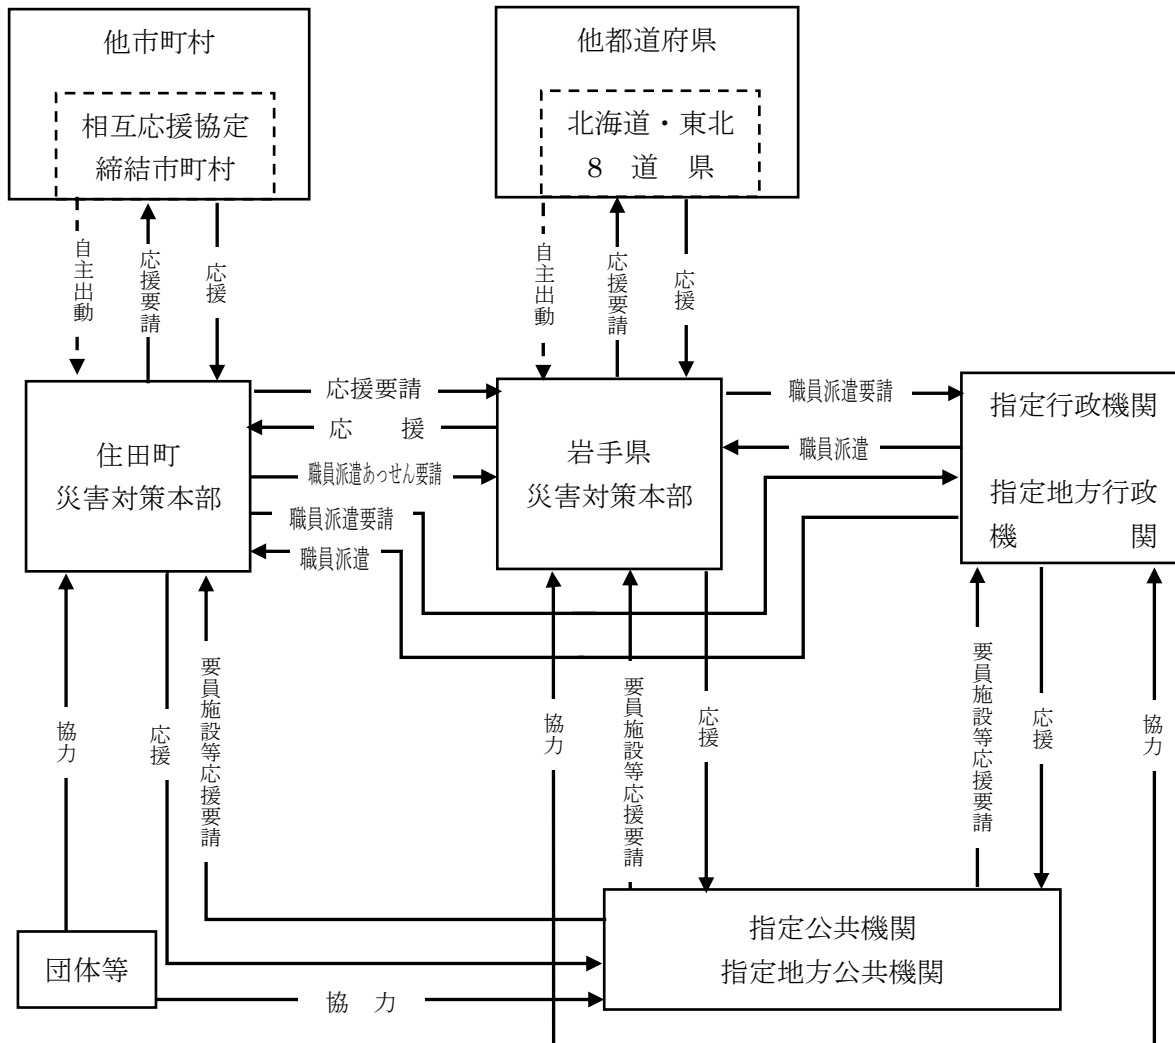 他市町村
相互応援協定
締結市町村
他都道府県
北海道・東北
8 道 県
自主出動
応援要請
応援
自主出動
応援要請
応援
住田町
災害対策本部
応援要請
応 援
職員派遣あっせん要請
職員派遣要請
職員派遣
岩手県
災害対策本部
職員派遣要請
職員派遣
指定行政機関
指定地方行政
機 関
協力
応援
要員施設等応援要請
協力
要員施設等応援要請
応援
要員施設等応援要請
応援
協力
団体等
協 力
指定公共機関
指定地方公共機関